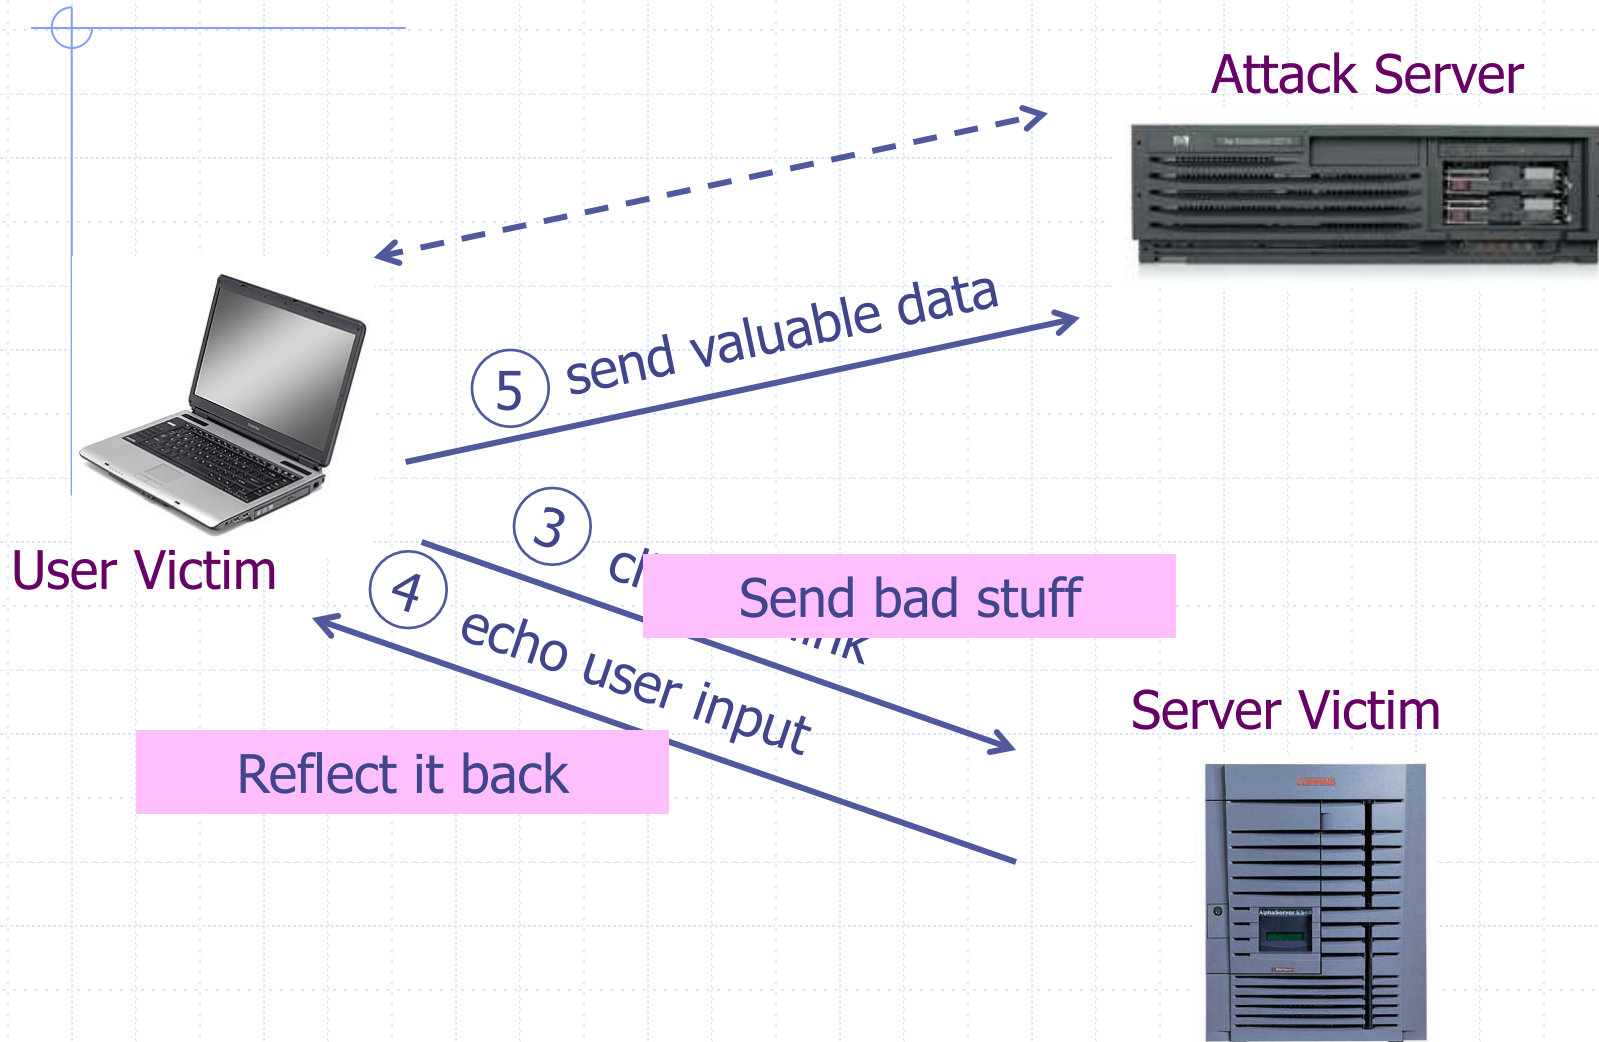 Attack Server
5 send valuable data
3
User Victim
4 echo user input
Send bad stuff
Server Victim
Reflect it back
AlphaServer